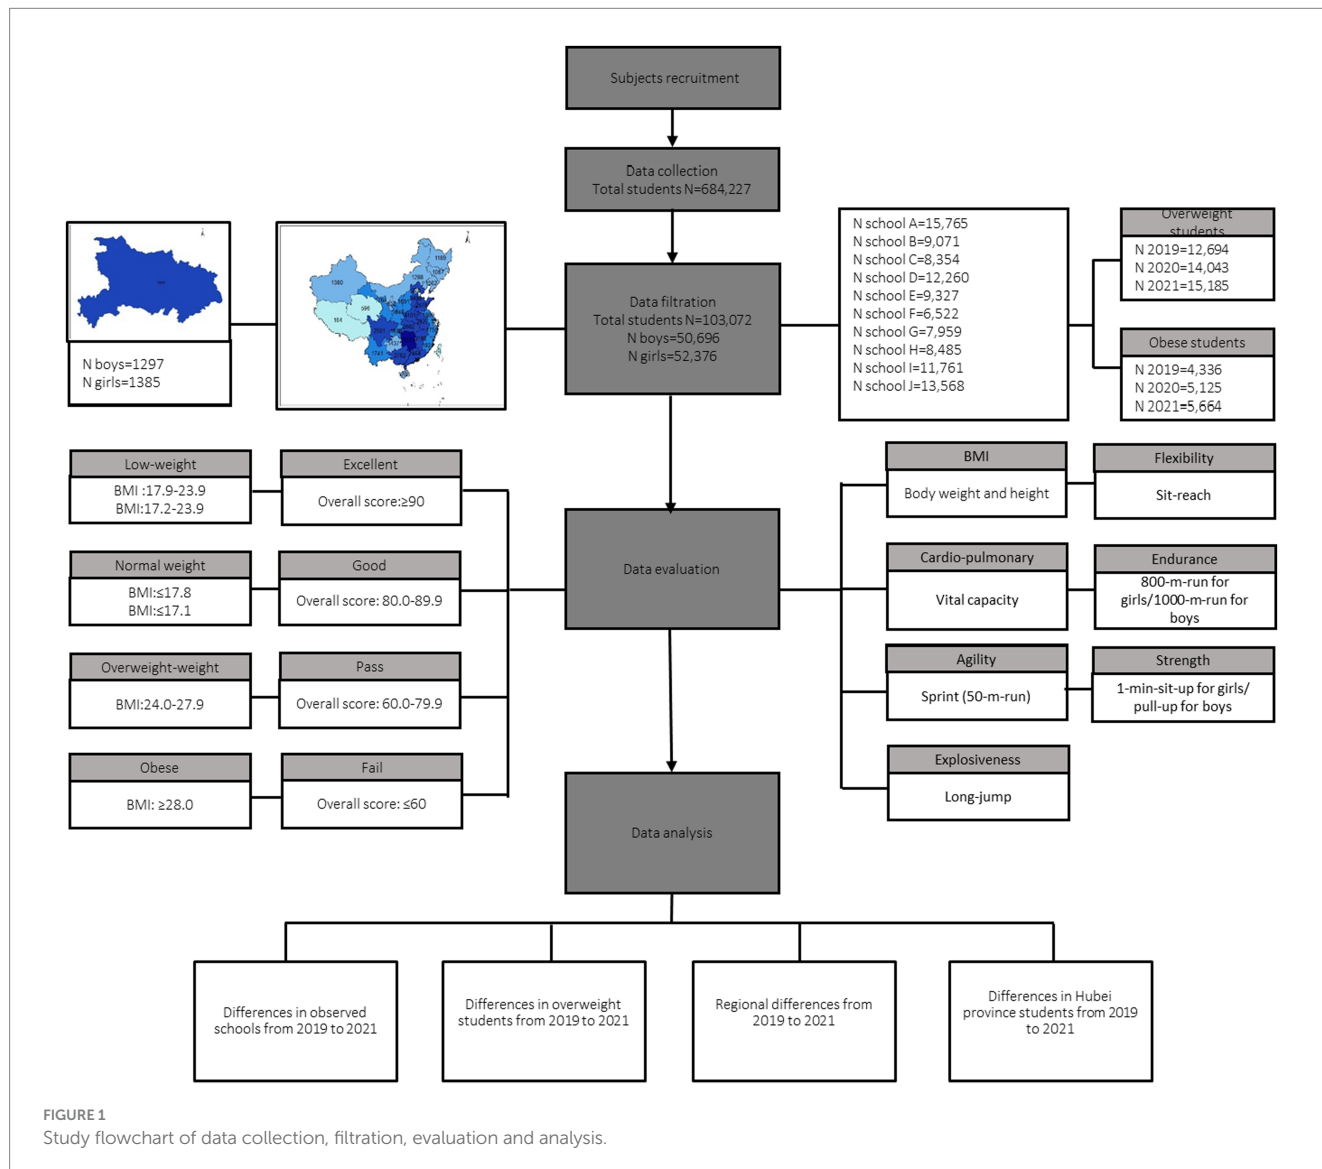 Subjects recruitment
Data collection
Total students N=684,227
N boys=1297
N girls=1385
1380
596
164
1189
1087
1268
1741
Data filtration
Total students N=103,072
N boys=50,696
N girls=52,376
N school A=15,765
N school B=9,071
N school C=8,354
N school D=12,260
N school E=9,327
N school F=6,522
N school G=7,959
N school H=8,485
N school I=11,761
N school J=13,568
Overweight
students
N 2019=12,694
N 2020=14,043
N 2021=15,185
Obese students
N 2019=4,336
N 2020=5,125
N 2021=5,664
Low-weight
BMI :17.9-23.9
BMI:17.2-23.9
Excellent
Overall score:≥90
Normal weight
BMI:≤17.8
BMI:≤17.1
Good
Overall score: 80.0-89.9
Overweight-weight
BMI:24.0-27.9
Pass
Overall score: 60.0-79.9
Obese
BMI: ≥28.0
Fail
Overall score: ≤60
Data evaluation
BMI
Body weight and height
Flexibility
Sit-reach
Cardio-pulmonary
Vital capacity
Endurance
800-m-run for
girls/1000-m-run for
boys
Agility
Sprint (50-m-run)
Strength
1-min-sit-up for girls/
pull-up for boys
Explosiveness
Long-jump
Data analysis
Differences in observed
schools from 2019 to 2021
Differences in overweight
students from 2019 to 2021
Regional differences from
2019 to 2021
Differences in Hubei
province students from 2019
to 2021
FIGURE 1
Study flowchart of data collection, filtration, evaluation and analysis.